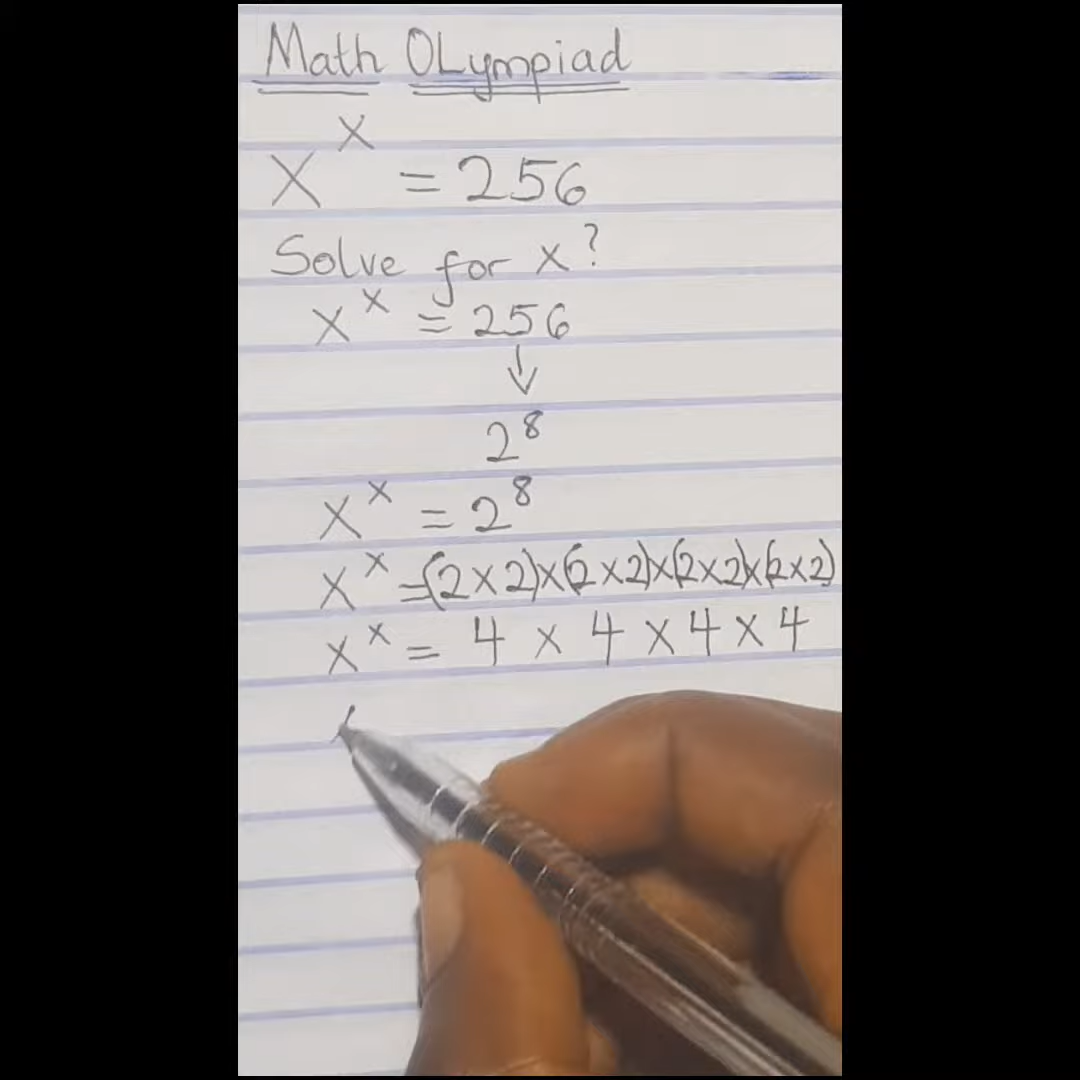 Math OLympiad
x^x = 256
Solve for x?
x^x = 256
↓
2^8
x^x = 2^8
x^x =(2×2)×(2×2)×(2×2)×(2×2)
x^x = 4 × 4 × 4 × 4